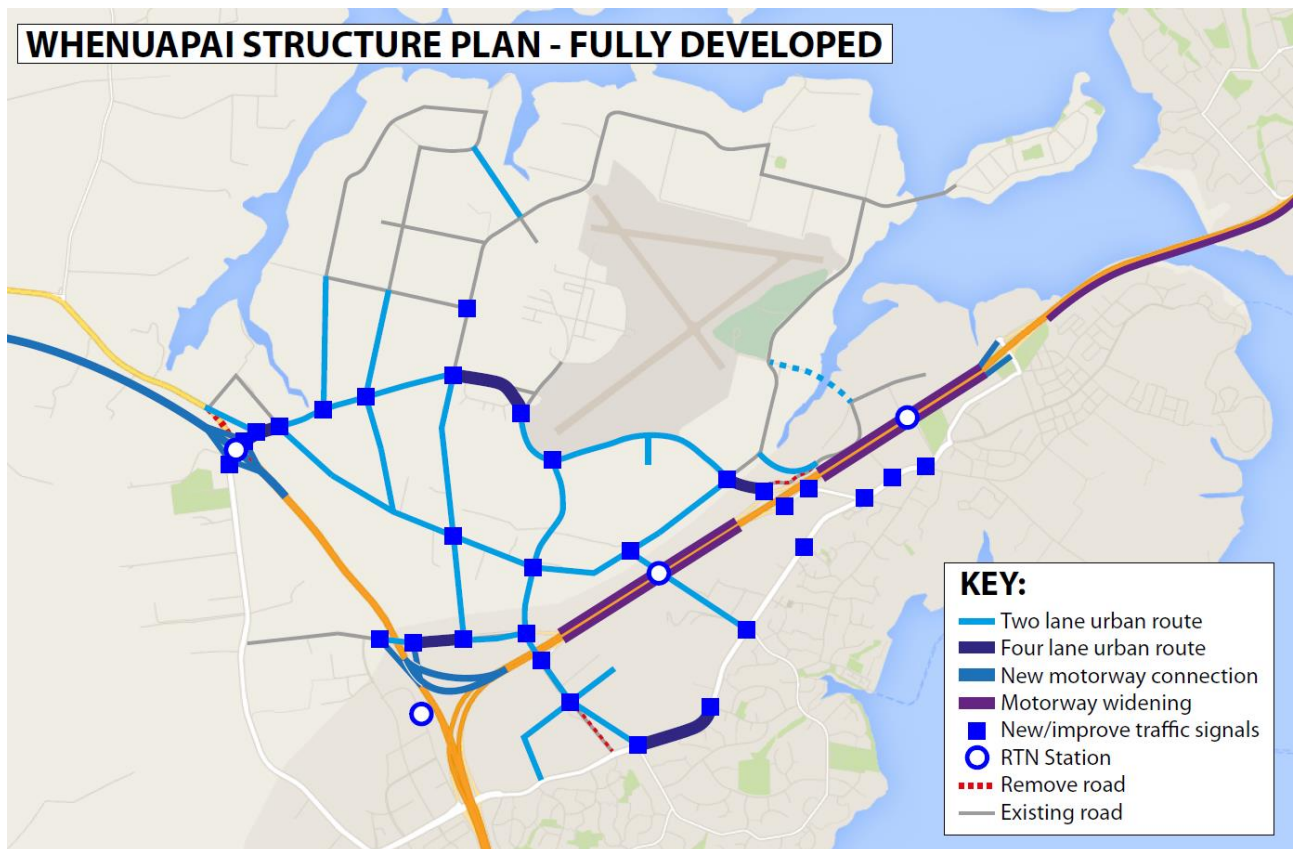 WHENUAPAI STRUCTURE PLAN - FULLY DEVELOPED
KEY:
Two lane urban route
Four lane urban route
New motorway connection
Motorway widening
New/improve traffic signals
RTN Station
Remove road
Existing road